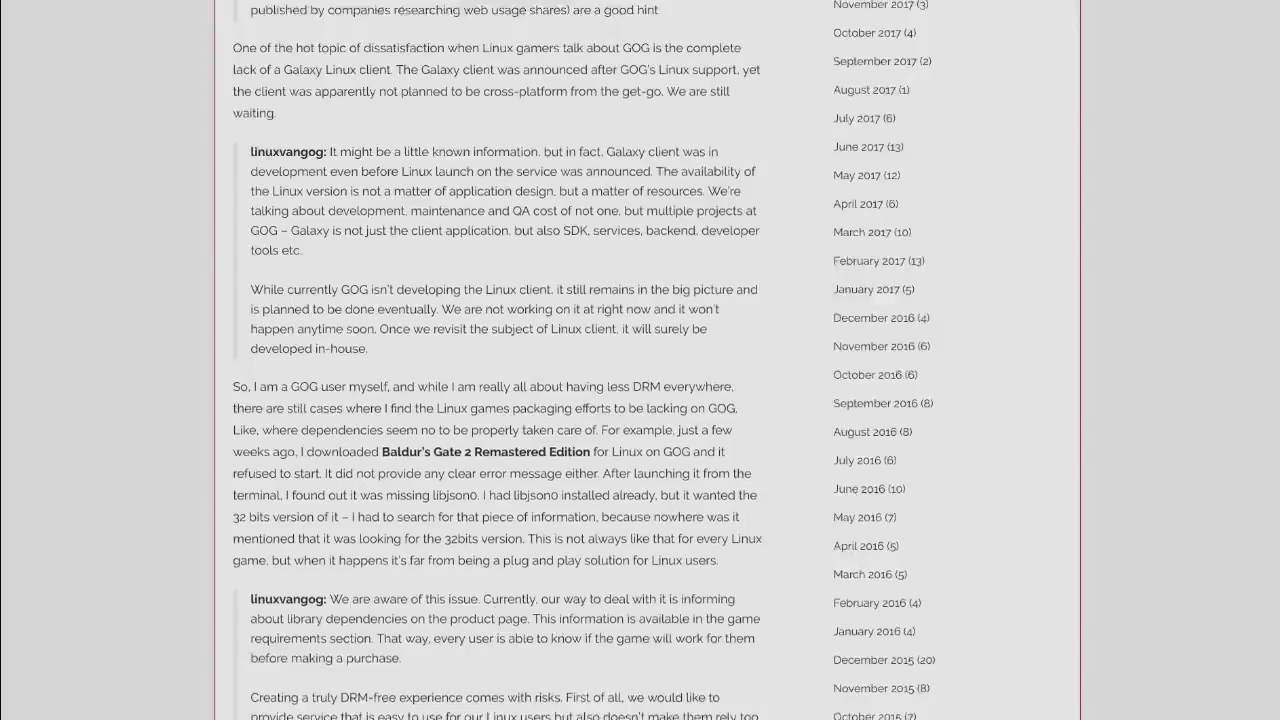 published by companies researching web usage shares) are a good hint
One of the hot topic of dissatisfaction when Linux gamers talk about GOG is the complete
lack of a Galaxy Linux client. The Galaxy client was announced after GOG's Linux support, yet
the client was apparently not planned to be cross-platform from the get-go. We are still
waiting.
linuxvangog: It might be a little known information, but in fact, Galaxy client was in
development even before Linux launch on the service was announced. The availability of
the Linux version is not a matter of application design, but a matter of resources. We're
talking about development, maintenance and QA cost of not one, but multiple projects at
GOG – Galaxy is not just the client application, but also SDK, services, backend, developer
tools etc.
While currently GOG isn't developing the Linux client, it still remains in the big picture and
is planned to be done eventually. We are not working on it at right now and it won't
happen anytime soon. Once we revisit the subject of Linux client, it will surely be
developed in-house.
So, I am a GOG user myself, and while I am really all about having less DRM everywhere,
there are still cases where I find the Linux games packaging efforts to be lacking on GOG.
Like, where dependencies seem no to be properly taken care of. For example, just a few
weeks ago, I downloaded Baldur's Gate 2 Remastered Edition for Linux on GOG and it
refused to start. It did not provide any clear error message either. After launching it from the
terminal, I found out it was missing libjson0. I had libjson0 installed already, but it wanted the
32 bits version of it – I had to search for that piece of information, because nowhere was it
mentioned that it was looking for the 32bits version. This is not always like that for every Linux
game, but when it happens it's far from being a plug and play solution for Linux users.
linuxvangog: We are aware of this issue. Currently, our way to deal with it is informing
about library dependencies on the product page. This information is available in the game
requirements section. That way, every user is able to know if the game will work for them
before making a purchase.
Creating a truly DRM-free experience comes with risks. First of all, we would like to
provide service that is easy to use for our Linux users but also doesn't make them rely too
November 2017 (3)
October 2017 (4)
September 2017 (2)
August 2017 (1)
July 2017 (6)
June 2017 (13)
May 2017 (12)
April 2017 (6)
March 2017 (10)
February 2017 (13)
January 2017 (5)
December 2016 (4)
November 2016 (6)
October 2016 (6)
September 2016 (8)
August 2016 (8)
July 2016 (6)
June 2016 (10)
May 2016 (7)
April 2016 (5)
March 2016 (5)
February 2016 (4)
January 2016 (4)
December 2015 (20)
November 2015 (8)
October 2015 (7)